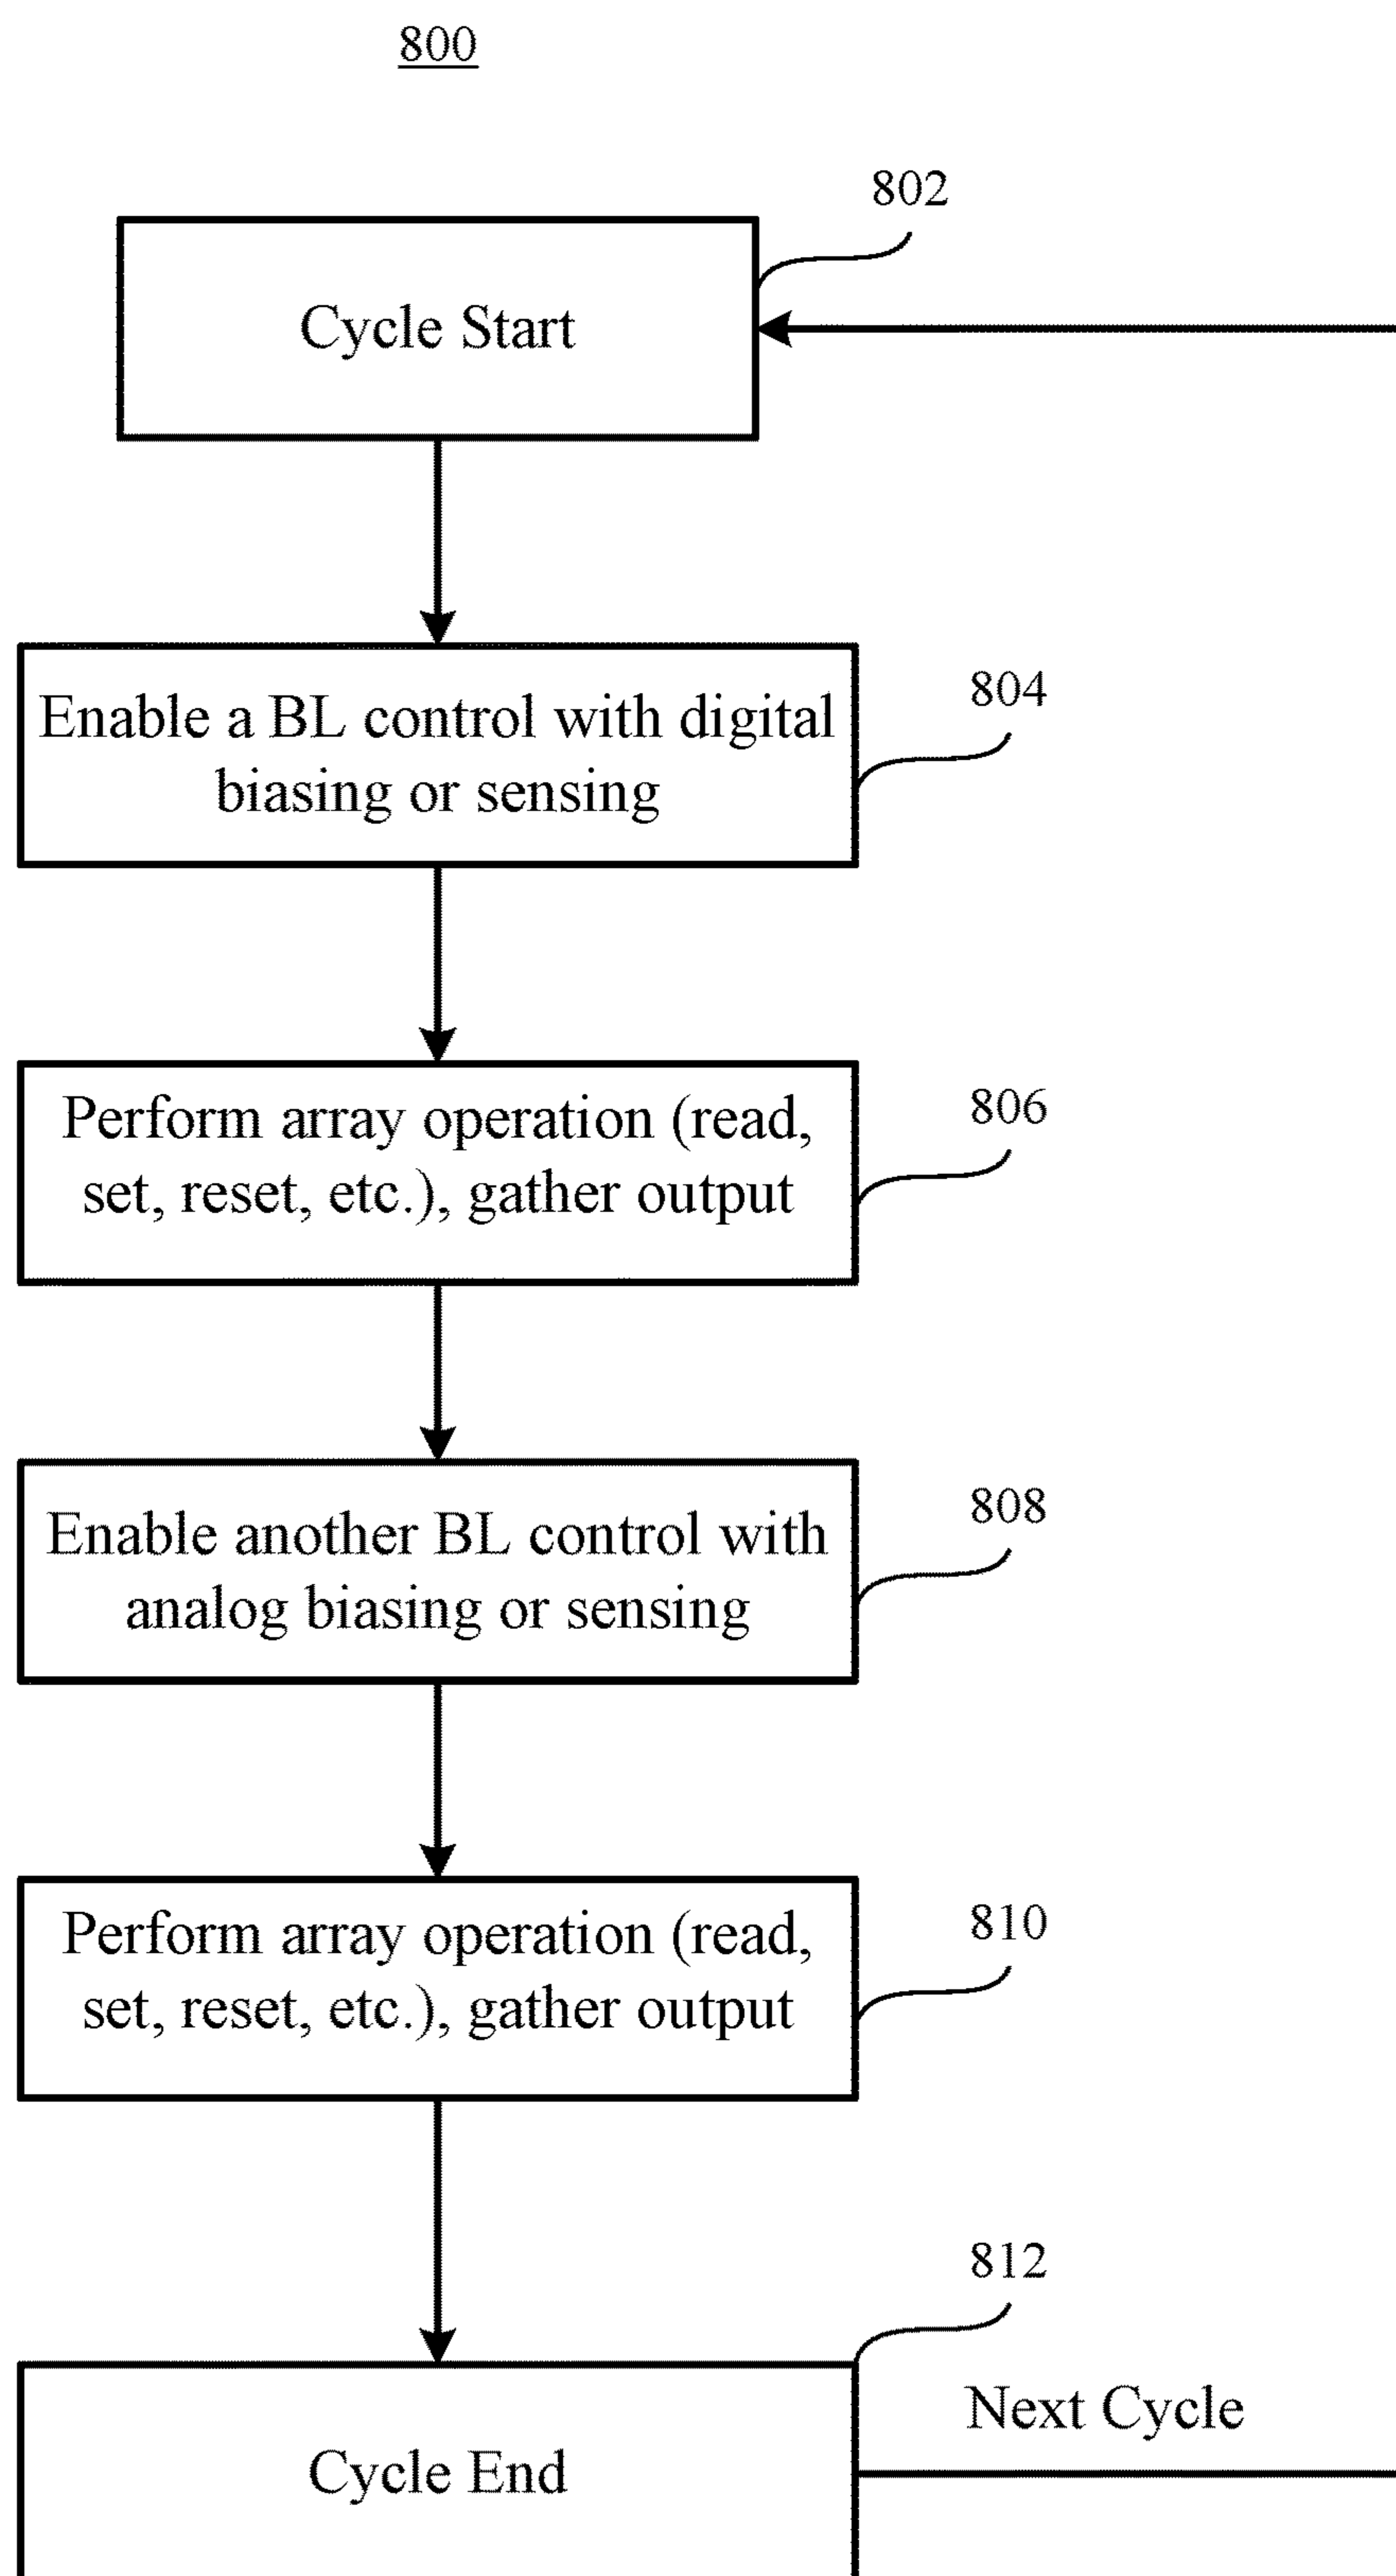 800
802
Cycle Start
804
Enable a BL control with digital
biasing or sensing
806
Perform array operation (read,
set, reset, etc.), gather output
808
Enable another BL control with
analog biasing or sensing
810
Perform array operation (read,
set, reset, etc.), gather output
812
Next Cycle
Cycle End